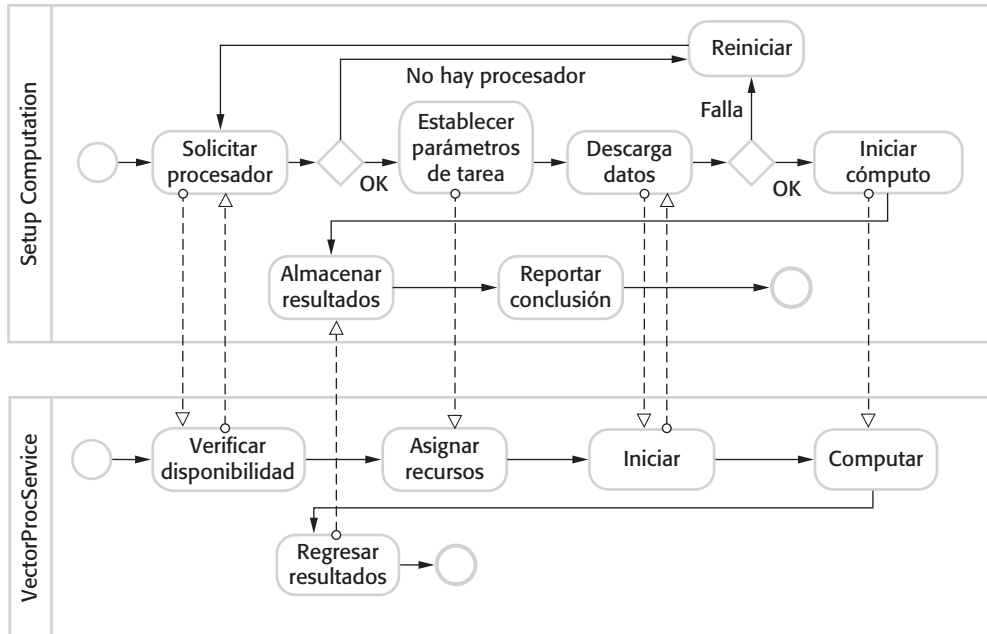 Setup Computation
Reiniciar
No hay procesador
Falla
Solicitar
procesador
OK
Establecer
parámetros
de tarea
Descarga
datos
OK
Iniciar
cómputo
Almacenar
resultados
Reportar
conclusión
VectorProcService
Verificar
disponibilidad
Asignar
recursos
Iniciar
Computar
Regresar
resultados